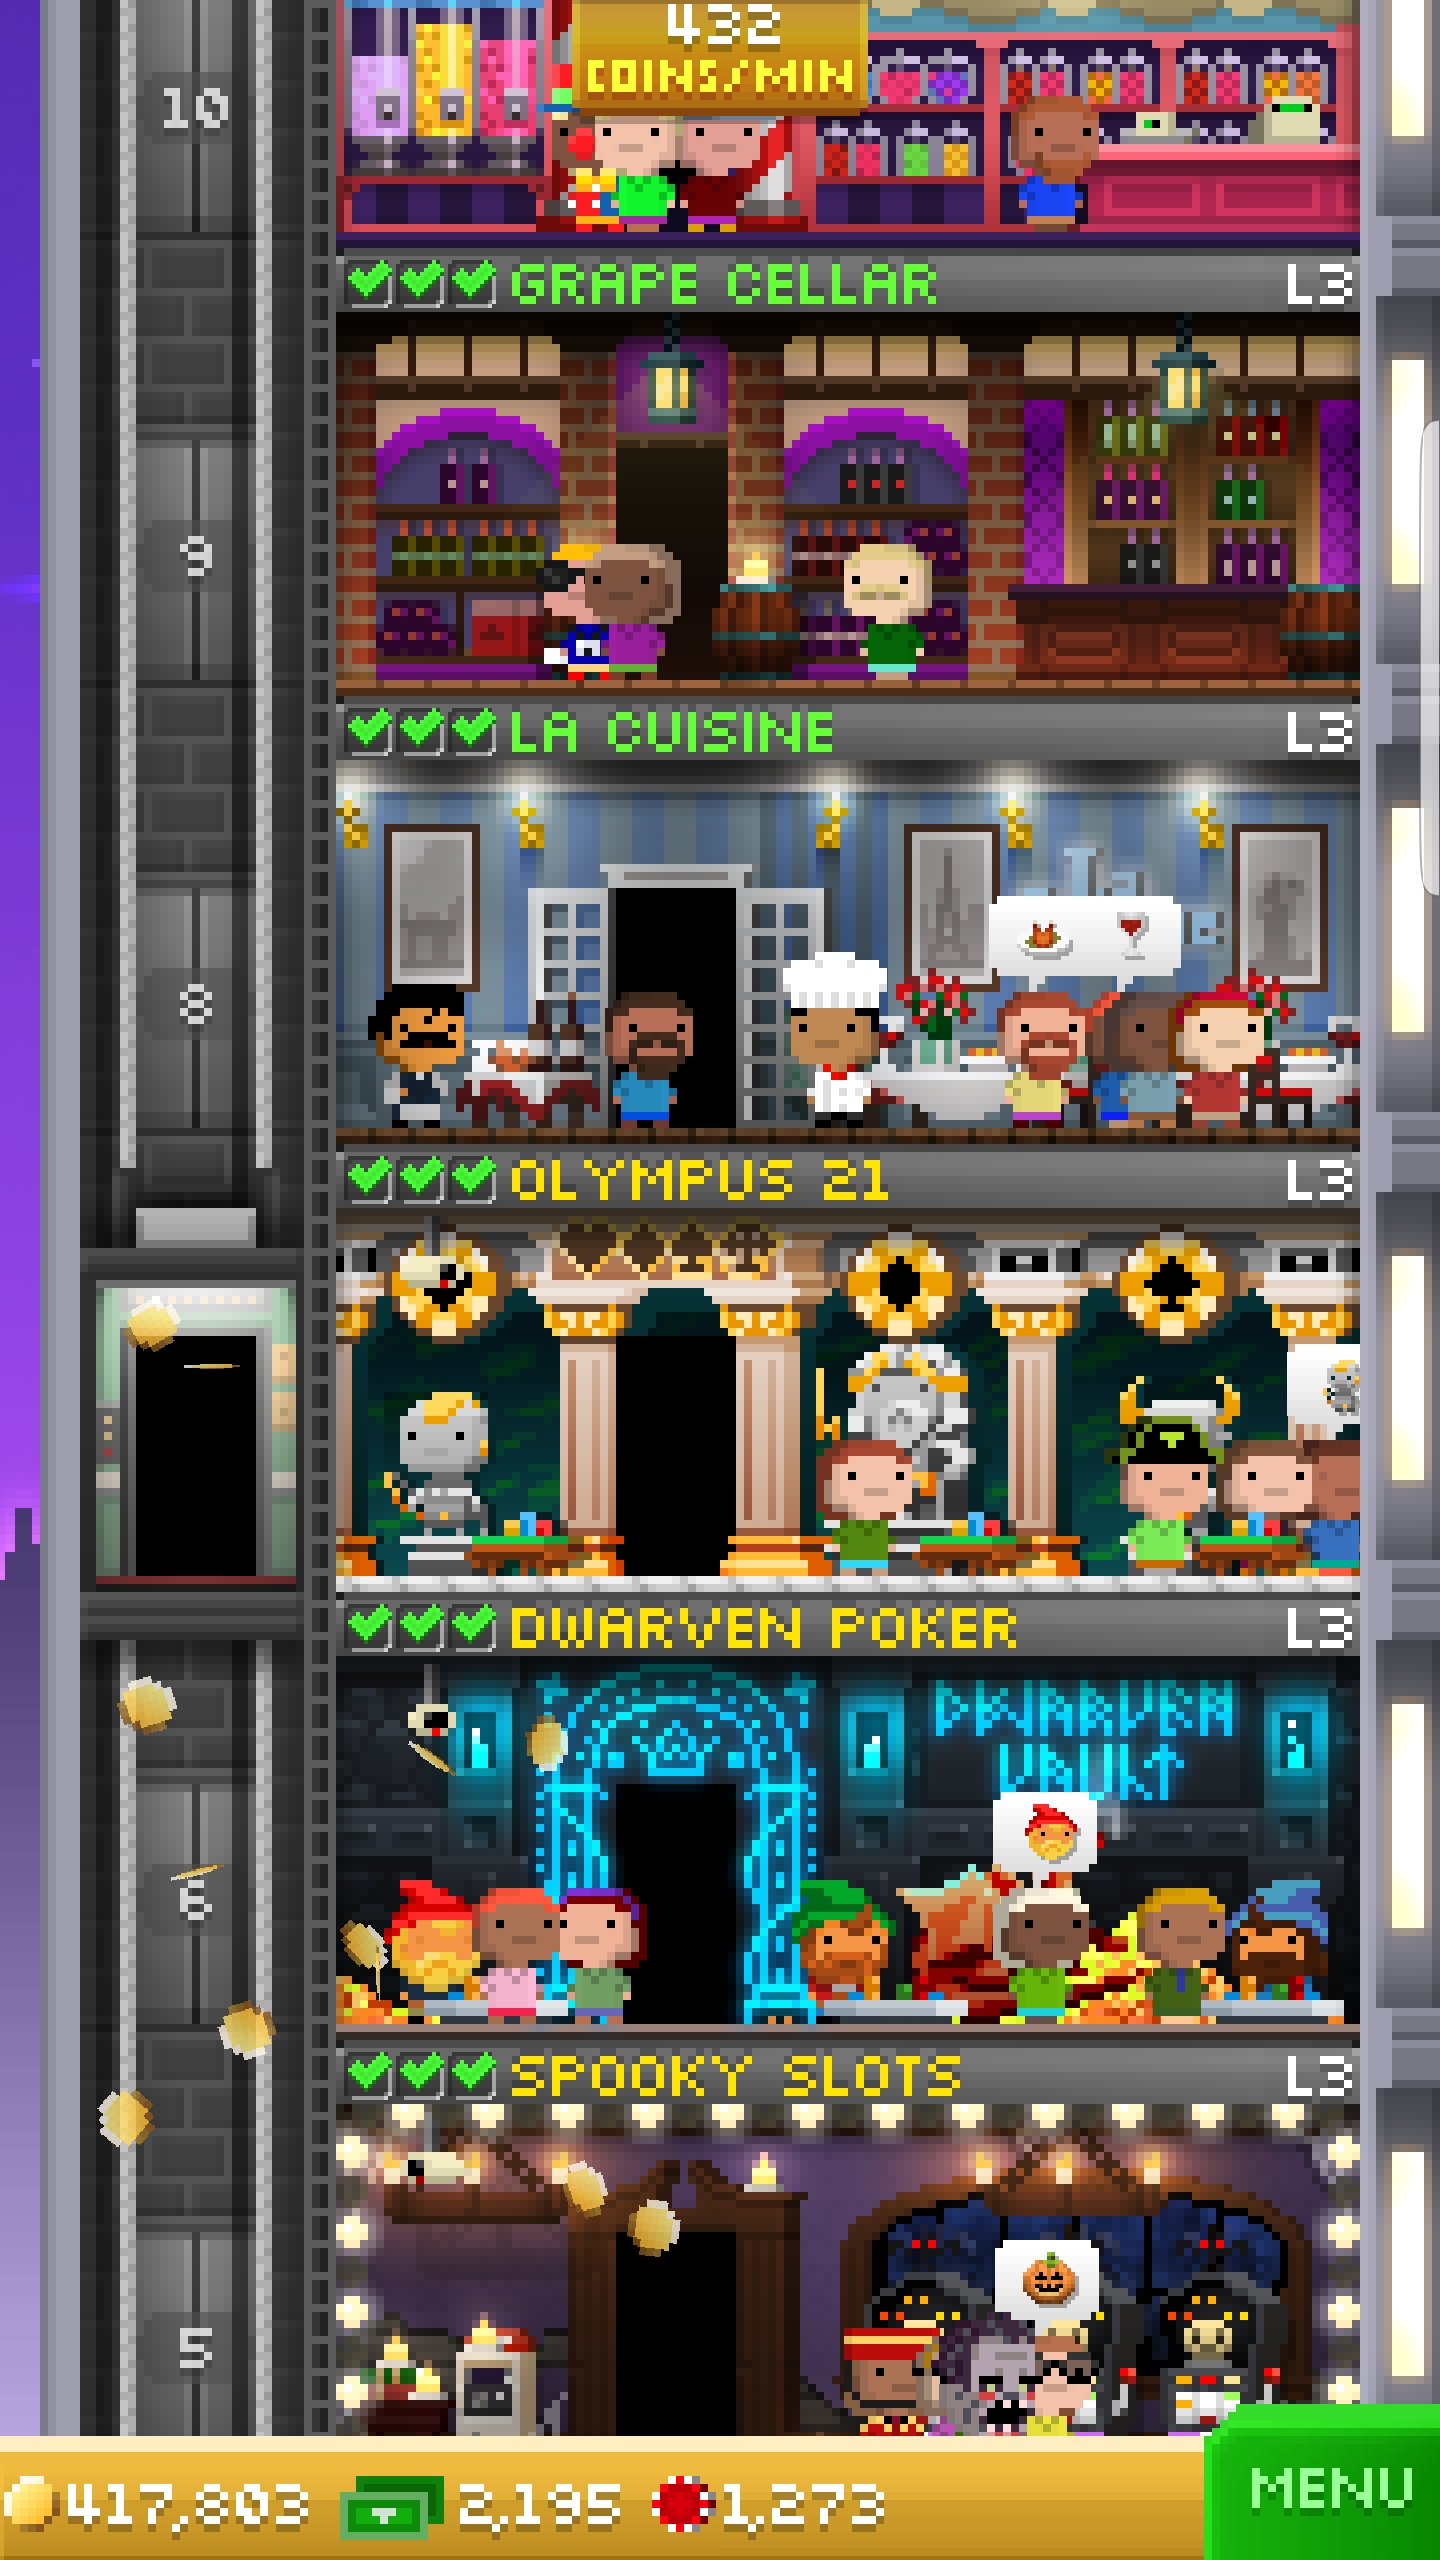 432
COINS/MIN
10
GRAPE CELLAR L3
9
LA CUISINE L3
8
OLYMPUS 21 L3
DWARVEN POKER L3
DWARVEN
VAULT
6
SPOOKY SLOTS L3
5
417,803 2,195 1,273 MENU